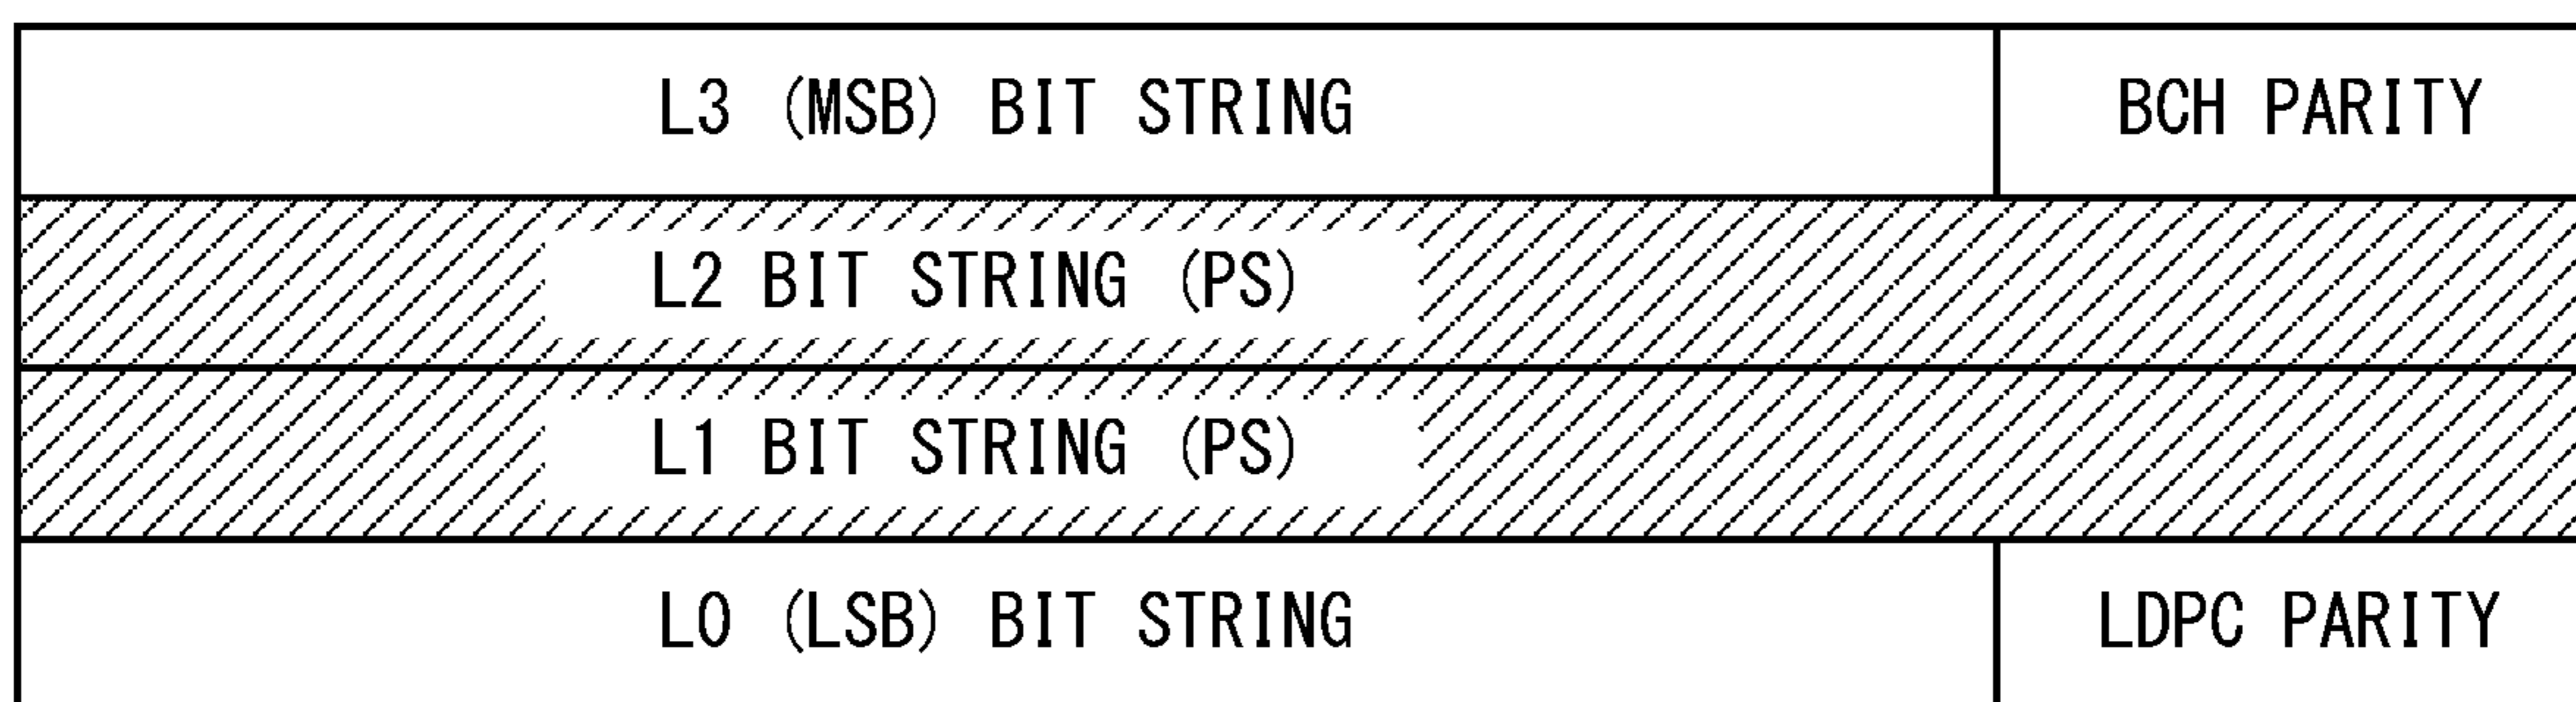 L3 (MSB) BIT STRING BCH PARITY
L2 BIT STRING (PS)
L1 BIT STRING (PS)
L0 (LSB) BIT STRING LDPC PARITY